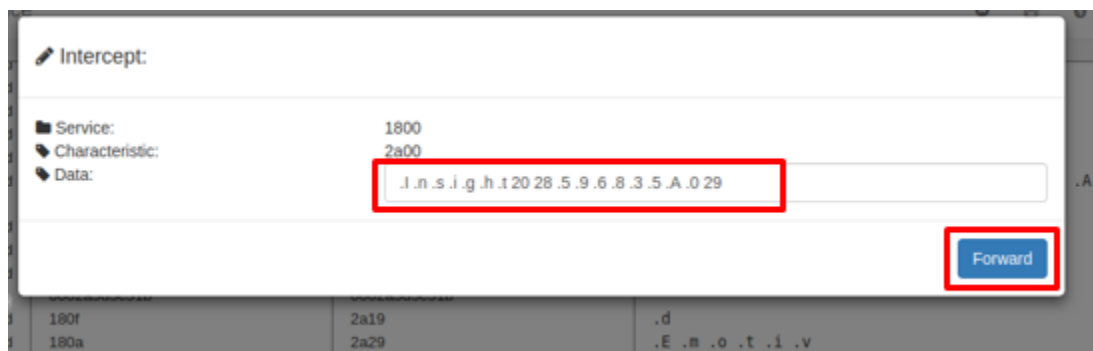 Intercept:
Service: 1800
Characteristic: 2a00
Data: .I .n .s .i .g .h .t 20 28 .5 .9 .6 .8 .3 .5 .A .0 29
.A
Forward
180f 2a19 .d
180a 2a29 .E .m .o .t .i .v